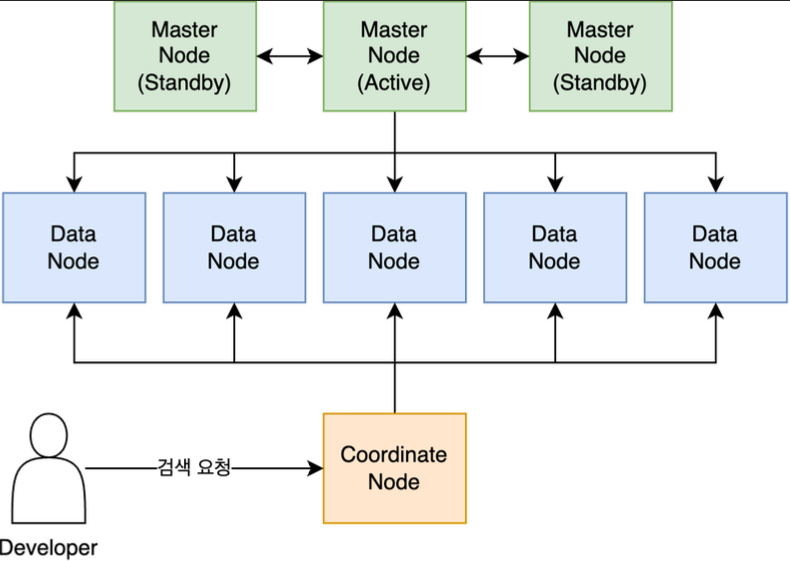 Master
Node
(Standby)
Master
Node
(Active)
Master
Node
(Standby)
Data
Node
Data
Node
Data
Node
Data
Node
Data
Node
검색 요청
Coordinate
Node
Developer